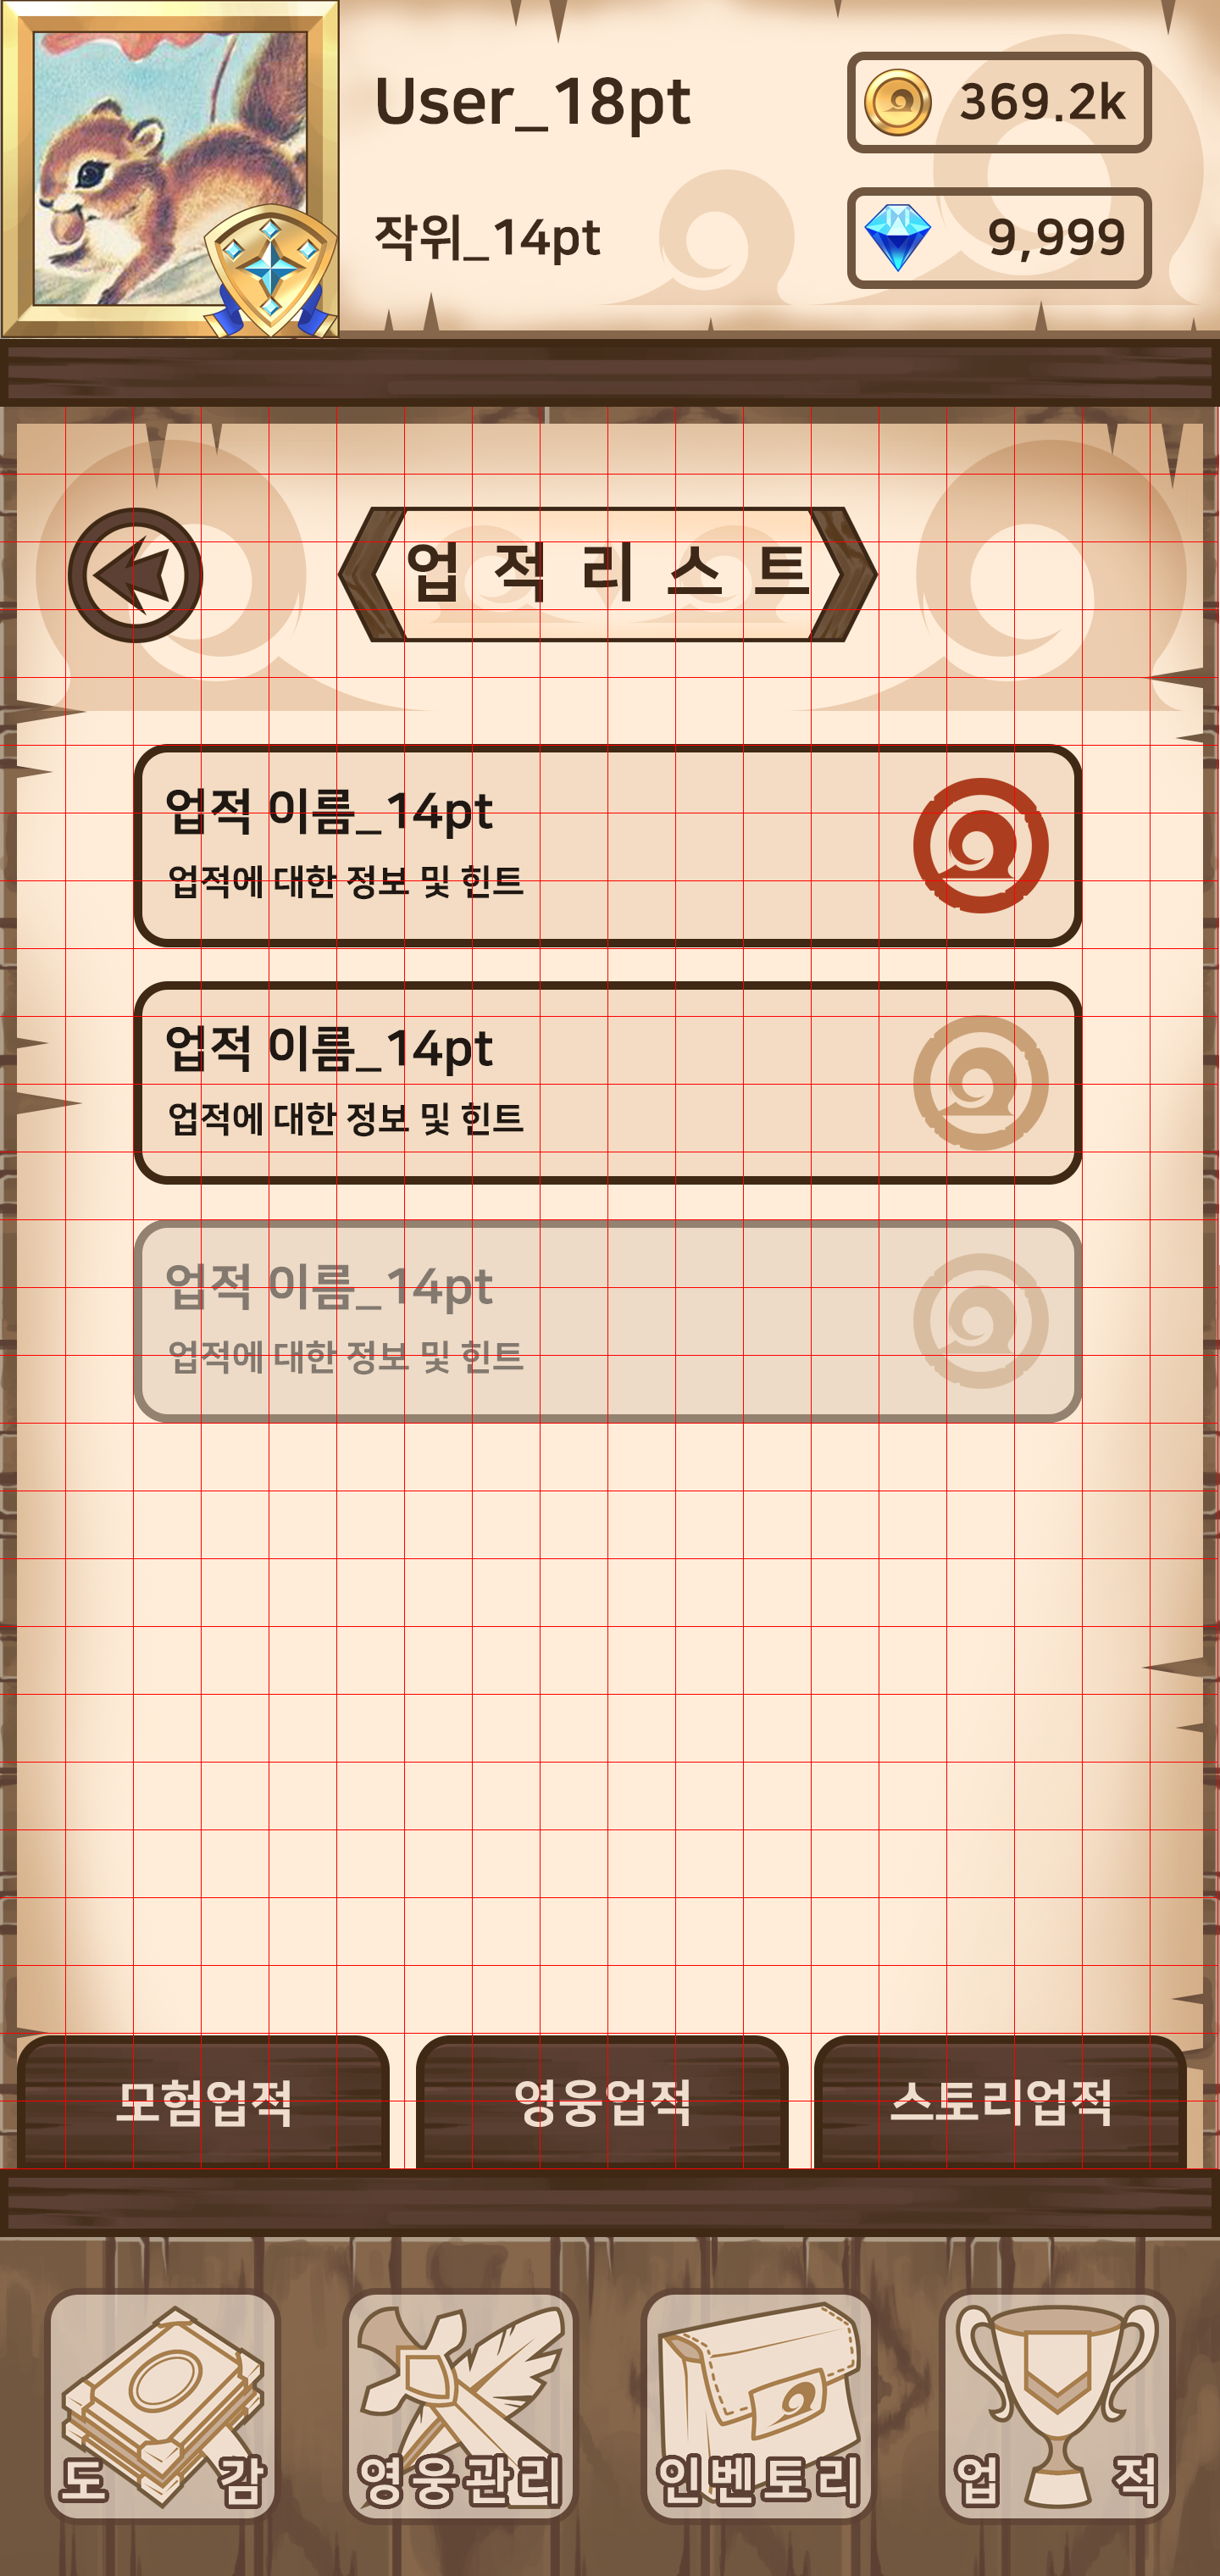 User_18pt
369.2k
작위_14pt
9,999
업적리스트
업적 이름_14pt
업적에 대한 정보 및 힌트
업적 이름_14pt
업적에 대한 정보 및 힌트
업적 이름_14pt
업적에 대한 정보 및 힌트
모험업적
영웅업적
스토리업적
도감
영웅관리
인벤토리
업적